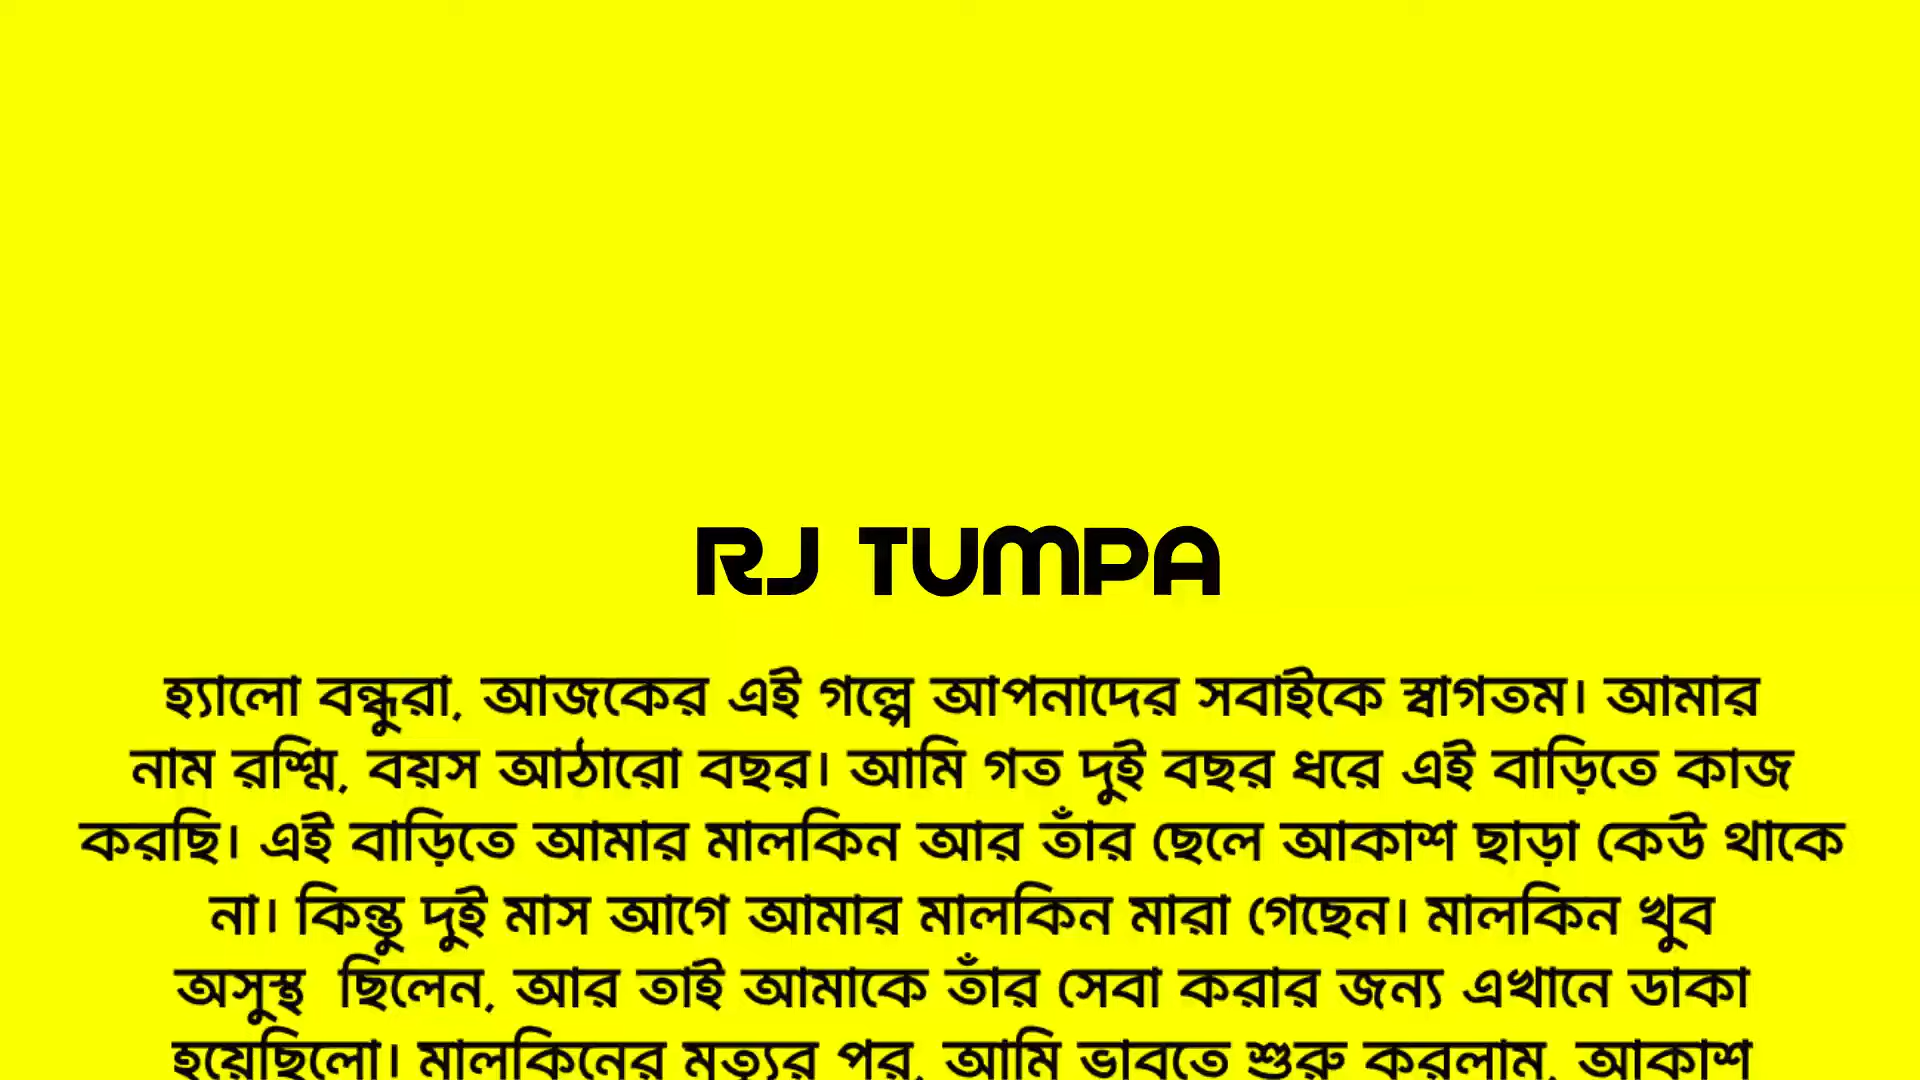 RJ TUMPA
হ্যালো বন্ধুরা, আজকের এই গল্পে আপনাদের সবাইকে স্বাগতম। আমার
নাম রশ্মি, বয়স আঠারো বছর। আমি গত দুই বছর ধরে এই বাড়িতে কাজ
করছি। এই বাড়িতে আমার মালকিন আর তাঁর ছেলে আকাশ ছাড়া কেউ থাকে
না। কিন্তু দুই মাস আগে আমার মালকিন মারা গেছেন। মালকিন খুব
অসুস্থ ছিলেন, আর তাই আমাকে তাঁর সেবা করার জন্য এখানে ডাকা
হয়েছিলো। মালকিনের মৃত্যুর পর, আমি ভাবতে শুরু করলাম, আকাশ